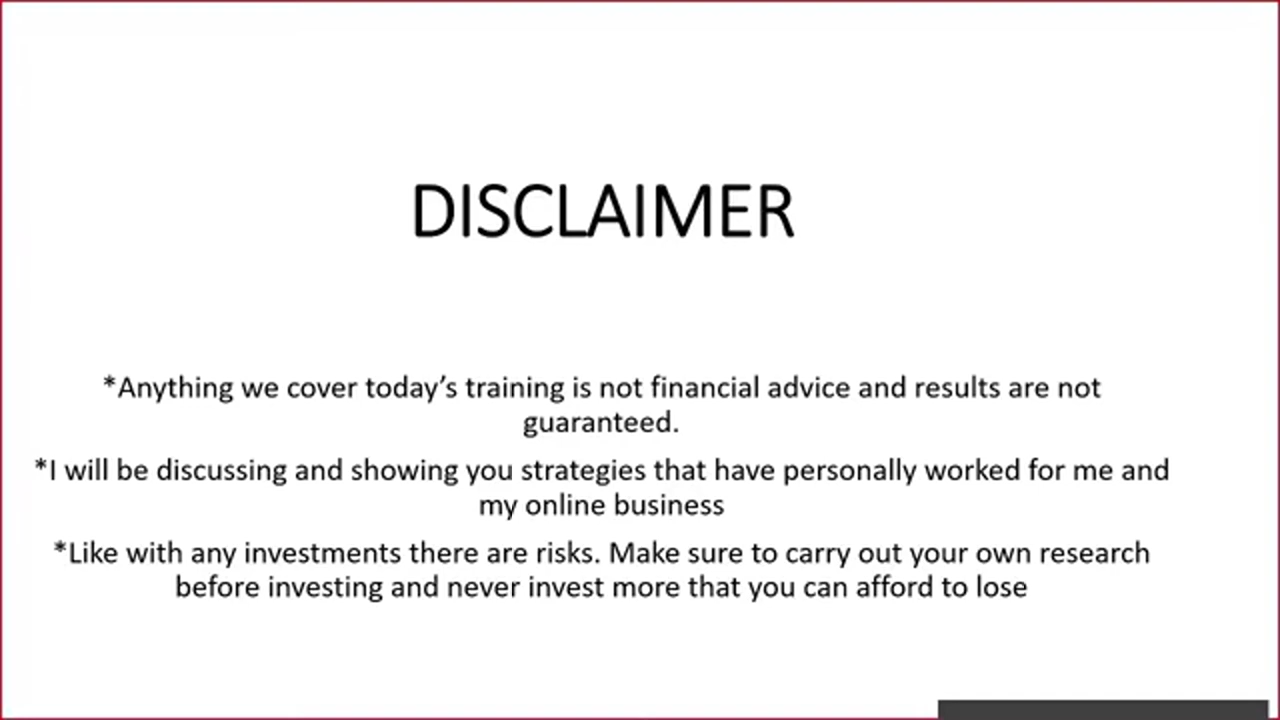 DISCLAIMER
*Anything we cover today’s training is not financial advice and results are not
guaranteed.
*I will be discussing and showing you strategies that have personally worked for me and
my online business
*Like with any investments there are risks. Make sure to carry out your own research
before investing and never invest more that you can afford to lose